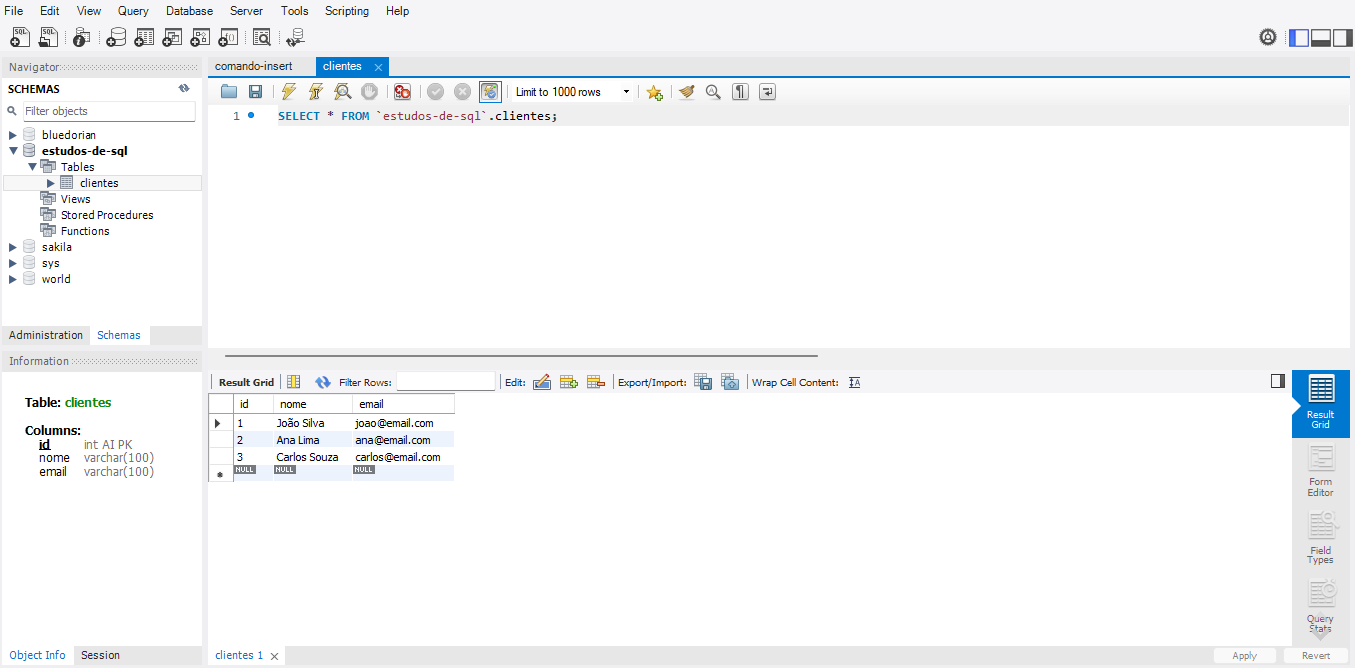 File Edit View Query Database Server Tools Scripting Help
Navigator
SCHEMAS
Filter objects
bluedorian
estudos-de-sql
Tables
clientes
Views
Stored Procedures
Functions
sakila
sys
world
Administration Schemas
Information
Table: clientes
Columns:
id int AI PK
nome varchar(100)
email varchar(100)
Object Info Session
comando-insert clientes
Limit to 1000 rows
1 SELECT * FROM `estudos-de-sql`.clientes;
Result Grid Filter Rows: Edit: Export/Import: Wrap Cell Content:
id nome email
1 João Silva joao@email.com
2 Ana Lima ana@email.com
3 Carlos Souza carlos@email.com
NULL NULL NULL
Result
Grid
Form
Editor
Field
Types
Query
Stats
clientes 1
Apply Revert